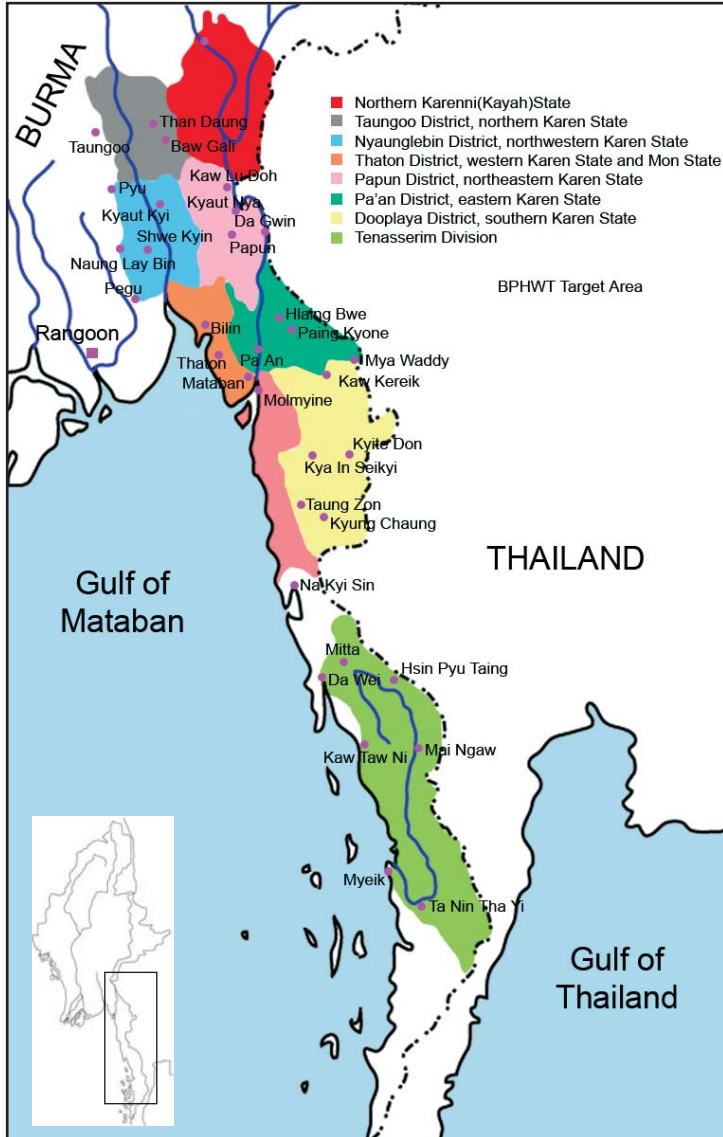 BURMA
Northern Karenni(Kayah)State
Taungoo District, northern Karen State
Nyaunglebin District, northwestern Karen State
Thaton District, western Karen State and Mon State
Papun District, northeastern Karen State
Pa'an District, eastern Karen State
Dooplaya District, southern Karen State
Tenasserim Division
BPHWT Target Area
Than Daung
Taungoo
Baw Gali
Kaw Lu Doh
Pyu
Kyaut Nya
Kyaut Kyi
Da Gwin
Shwe Kyin
Papun
Naung Lay Bin
Pegu
Rangoon
Hlaing Bwe
Bilin
Paing Kyone
Thaton
Pa An
Mya Waddy
Mataban
Kaw Kereik
Molmyine
Kyite Don
Kya In Seikyi
Taung Zon
Kyung Chaung
THAILAND
Gulf of
Mataban
Na Kyi Sin
Mitta
Hsin Pyu Taing
Da Wei
Kaw Taw Ni
Mai Ngaw
Myeik
Ta Nin Tha Yi
Gulf of
Thailand